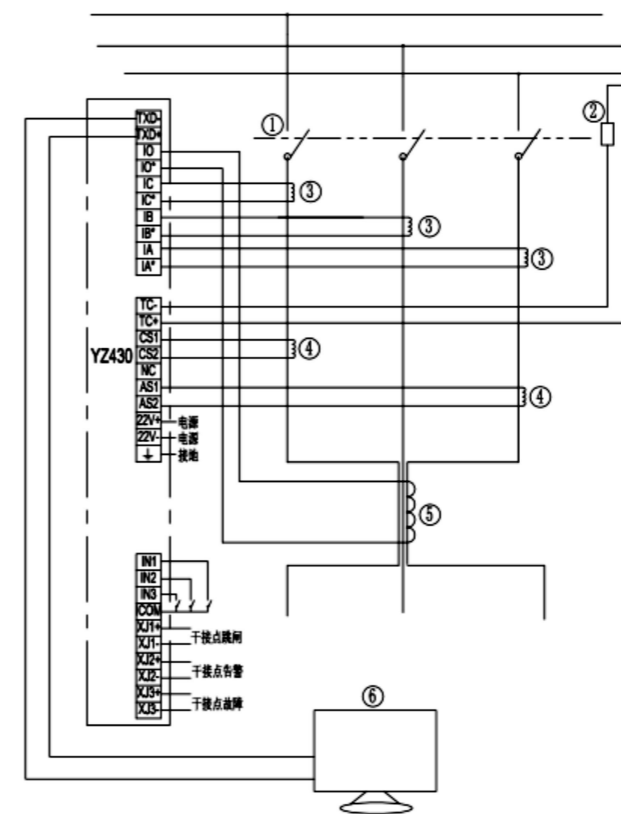 TXD-
TXD+
IO
IO*
IC
IC*
IB
IB*
IA
IA*
TC-
TC+
CS1
CS2
NC
AS1
AS2
22V+ 电源
22V- 电源
⏚ 接地
YZ430
IN1
IN2
IN3
COM
XJ1+
XJ1-
干接点跳闸
XJ2+
XJ2-
干接点告警
XJ3+
XJ3-
干接点故障
①
②
③
③
③
④
④
⑤
⑥